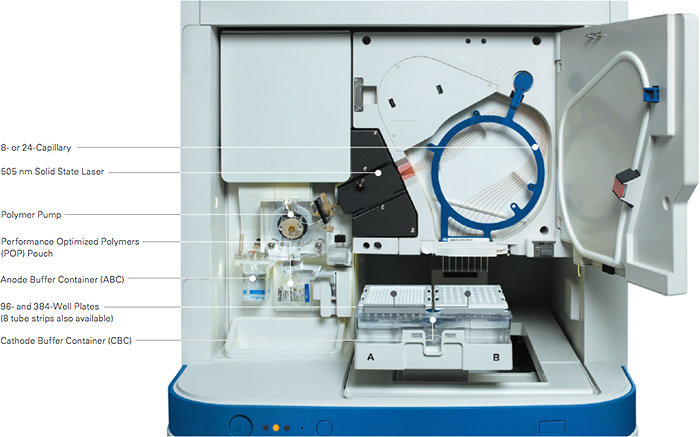 8- or 24-Capillary
505 nm Solid State Laser
Polymer Pump
Performance Optimized Polymers
(POP) Pouch
Anode Buffer Container (ABC)
96- and 384-Well Plates
(8 tube strips also available)
Cathode Buffer Container (CBC)
A
B